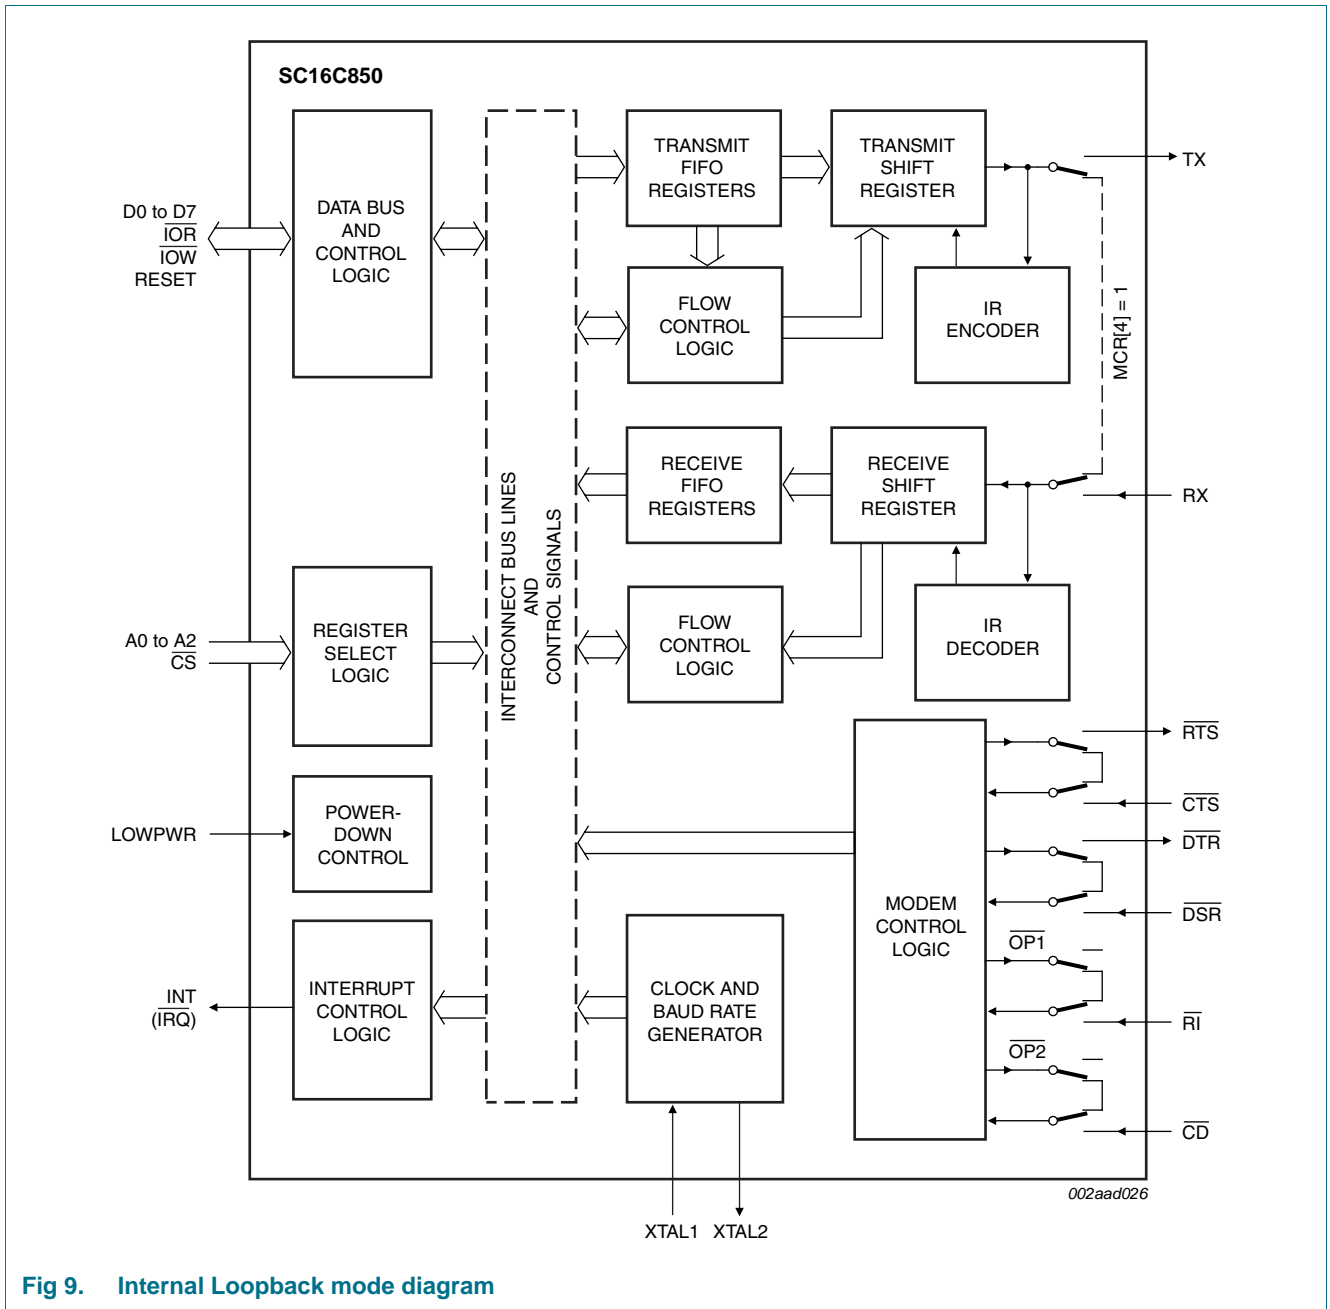 SC16C850
D0 to D7
IOR
IOW
RESET
DATA BUS
AND
CONTROL
LOGIC
TRANSMIT
FIFO
REGISTERS
TRANSMIT
SHIFT
REGISTER
TX
FLOW
CONTROL
LOGIC
IR
ENCODER
MCR[4] = 1
INTERCONNECT BUS LINES
AND
CONTROL SIGNALS
RECEIVE
FIFO
REGISTERS
RECEIVE
SHIFT
REGISTER
RX
A0 to A2
CS
REGISTER
SELECT
LOGIC
FLOW
CONTROL
LOGIC
IR
DECODER
RTS
CTS
LOWPWR
POWER-
DOWN
CONTROL
DTR
DSR
MODEM
CONTROL
LOGIC
OP1
RI
OP2
CD
INT
(IRQ)
INTERRUPT
CONTROL
LOGIC
CLOCK AND
BAUD RATE
GENERATOR
002aad026
XTAL1 XTAL2
Fig 9. Internal Loopback mode diagram